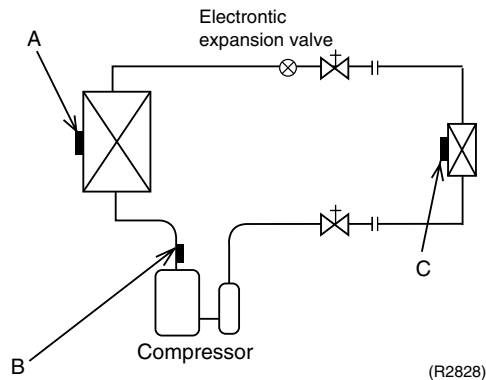 Electrontic
expansion valve
A
C
Compressor
B
(R2828)